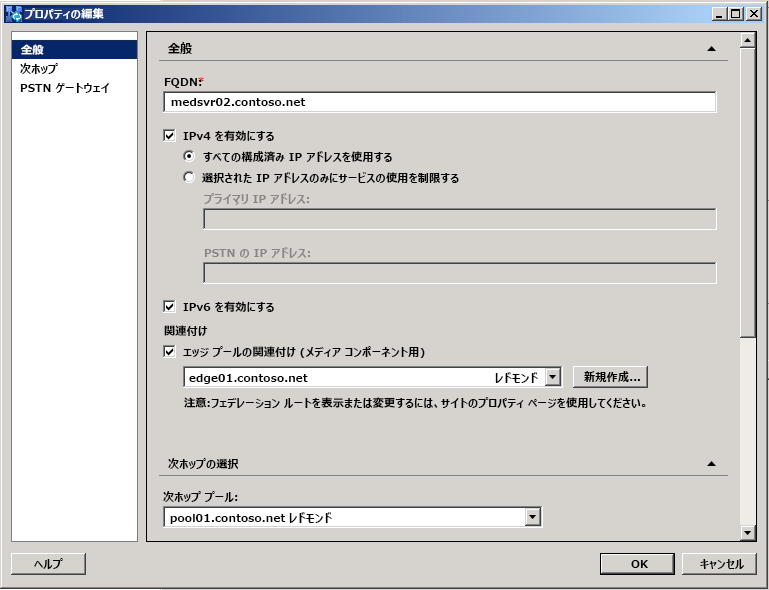 プロパティの編集
全般
次ホップ
PSTN ゲートウェイ
全般
FQDN:*
medsvr02.contoso.net
IPv4 を有効にする
すべての構成済み IP アドレスを使用する
選択された IP アドレスのみにサービスの使用を制限する
プライマリ IP アドレス:
PSTN の IP アドレス:
IPv6 を有効にする
関連付け
エッジ プールの関連付け (メディア コンポーネント用)
edge01.contoso.net レドモンド 新規作成...
注意:フェデレーション ルートを表示または変更するには、サイトのプロパティ ページを使用してください。
次ホップの選択
次ホップ プール:
pool01.contoso.net レドモンド
ヘルプ OK キャンセル